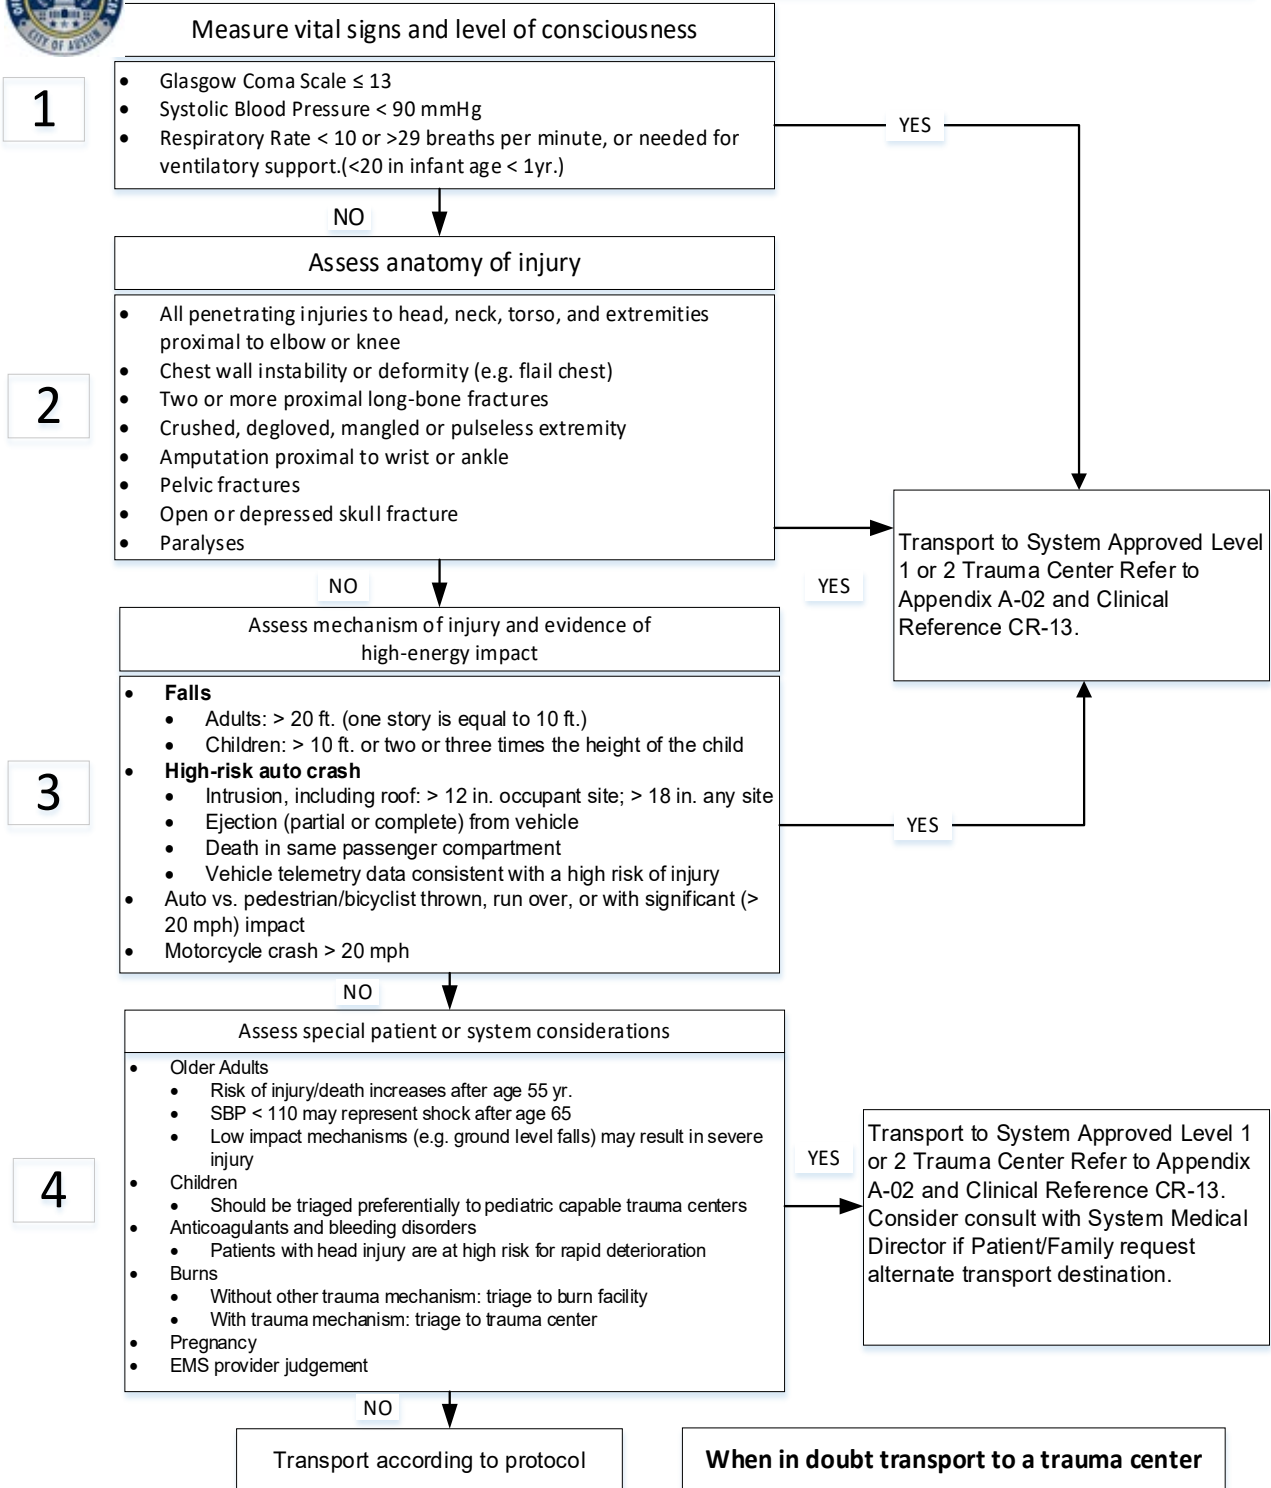 CITY OF AUSTIN
Measure vital signs and level of consciousness
1
• Glasgow Coma Scale ≤ 13
• Systolic Blood Pressure < 90 mmHg
• Respiratory Rate < 10 or >29 breaths per minute, or needed for
ventilatory support.(<20 in infant age < 1yr.)
YES
NO
Assess anatomy of injury
2
• All penetrating injuries to head, neck, torso, and extremities
proximal to elbow or knee
• Chest wall instability or deformity (e.g. flail chest)
• Two or more proximal long-bone fractures
• Crushed, degloved, mangled or pulseless extremity
• Amputation proximal to wrist or ankle
• Pelvic fractures
• Open or depressed skull fracture
• Paralyses
YES
Transport to System Approved Level
1 or 2 Trauma Center Refer to
Appendix A-02 and Clinical
Reference CR-13.
NO
Assess mechanism of injury and evidence of
high-energy impact
3
• Falls
• Adults: > 20 ft. (one story is equal to 10 ft.)
• Children: > 10 ft. or two or three times the height of the child
• High-risk auto crash
• Intrusion, including roof: > 12 in. occupant site; > 18 in. any site
• Ejection (partial or complete) from vehicle
• Death in same passenger compartment
• Vehicle telemetry data consistent with a high risk of injury
• Auto vs. pedestrian/bicyclist thrown, run over, or with significant (>
20 mph) impact
• Motorcycle crash > 20 mph
YES
NO
Assess special patient or system considerations
4
• Older Adults
• Risk of injury/death increases after age 55 yr.
• SBP < 110 may represent shock after age 65
• Low impact mechanisms (e.g. ground level falls) may result in severe
injury
• Children
• Should be triaged preferentially to pediatric capable trauma centers
• Anticoagulants and bleeding disorders
• Patients with head injury are at high risk for rapid deterioration
• Burns
• Without other trauma mechanism: triage to burn facility
• With trauma mechanism: triage to trauma center
• Pregnancy
• EMS provider judgement
YES
Transport to System Approved Level 1
or 2 Trauma Center Refer to Appendix
A-02 and Clinical Reference CR-13.
Consider consult with System Medical
Director if Patient/Family request
alternate transport destination.
NO
Transport according to protocol
When in doubt transport to a trauma center